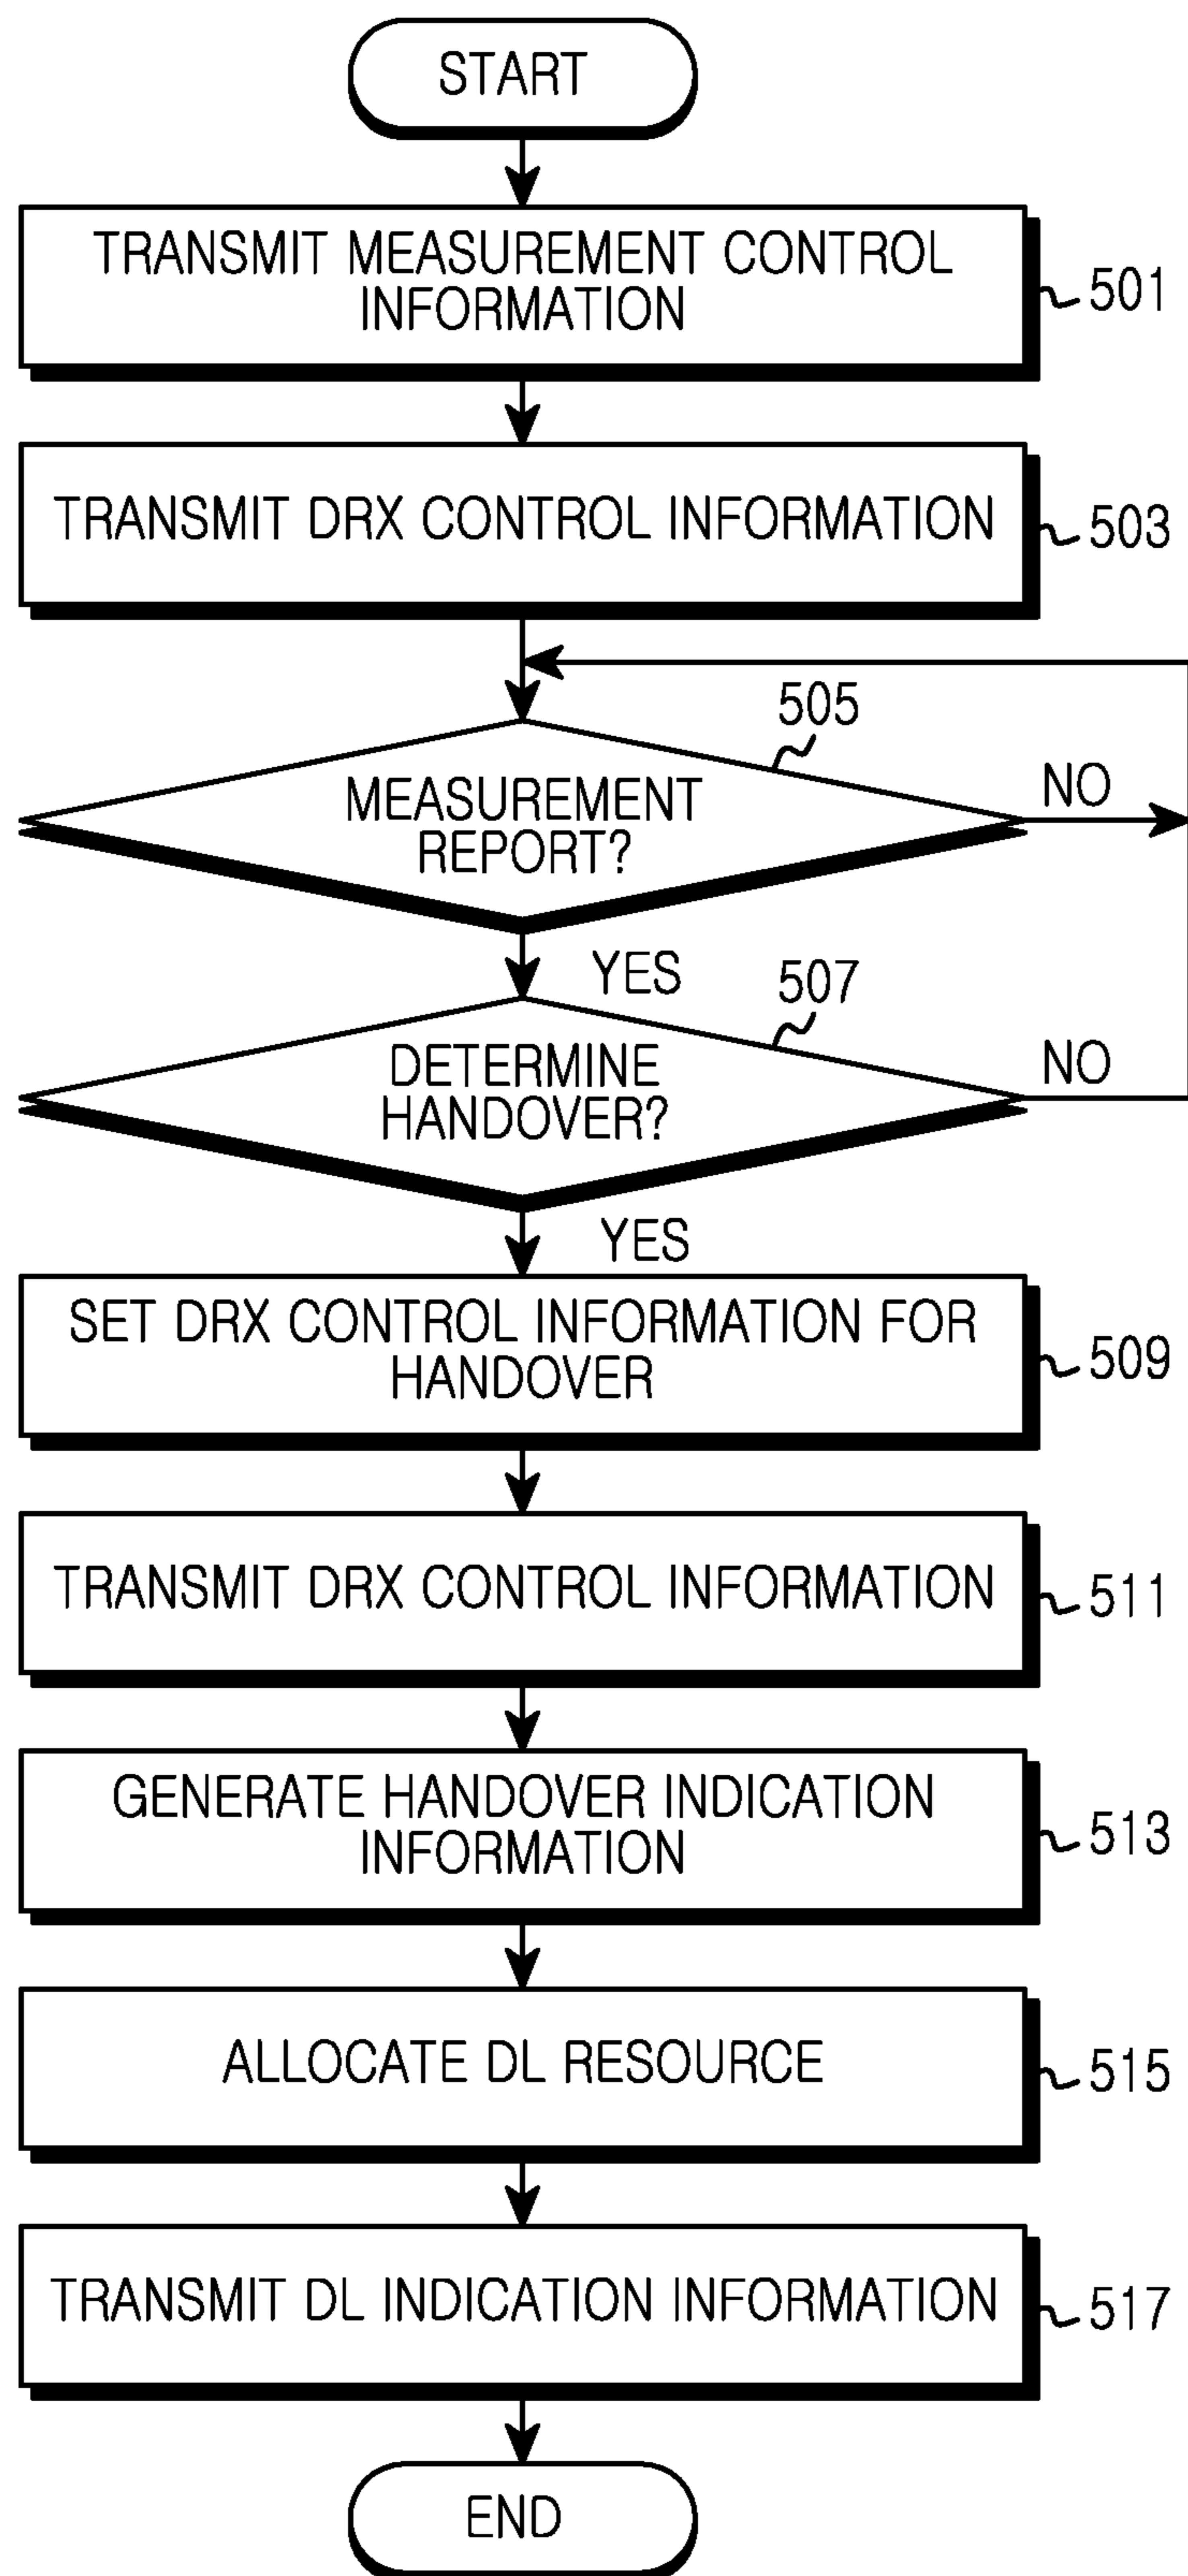 START
TRANSMIT MEASUREMENT CONTROL
INFORMATION
501
TRANSMIT DRX CONTROL INFORMATION
503
505
MEASUREMENT
REPORT?
NO
YES
507
DETERMINE
HANDOVER?
NO
YES
SET DRX CONTROL INFORMATION FOR
HANDOVER
509
TRANSMIT DRX CONTROL INFORMATION
511
GENERATE HANDOVER INDICATION
INFORMATION
513
ALLOCATE DL RESOURCE
515
TRANSMIT DL INDICATION INFORMATION
517
END